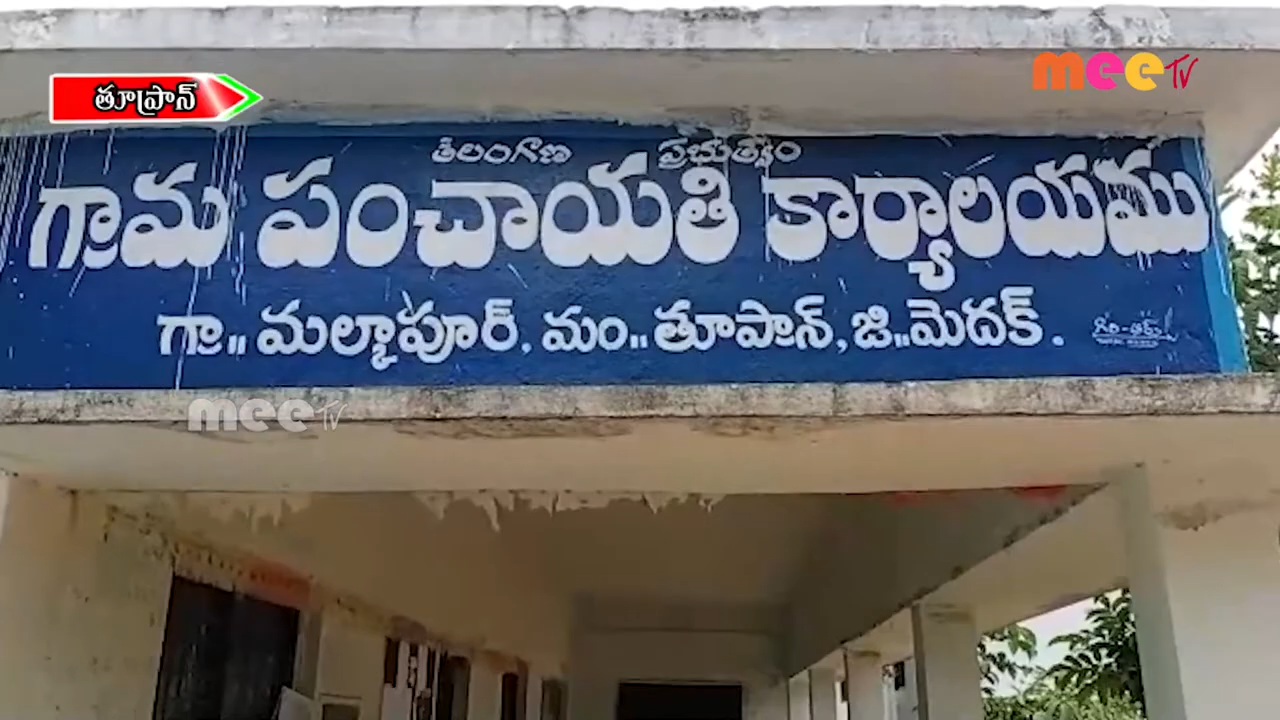 mee TV
తూప్రాన్
తెలంగాణ ప్రభుత్వం
గ్రామ పంచాయతి కార్యాలయము
గ్రా॥ మల్కాపూర్, మం॥ తూప్రాన్, జి॥ మెదక్.
mee TV